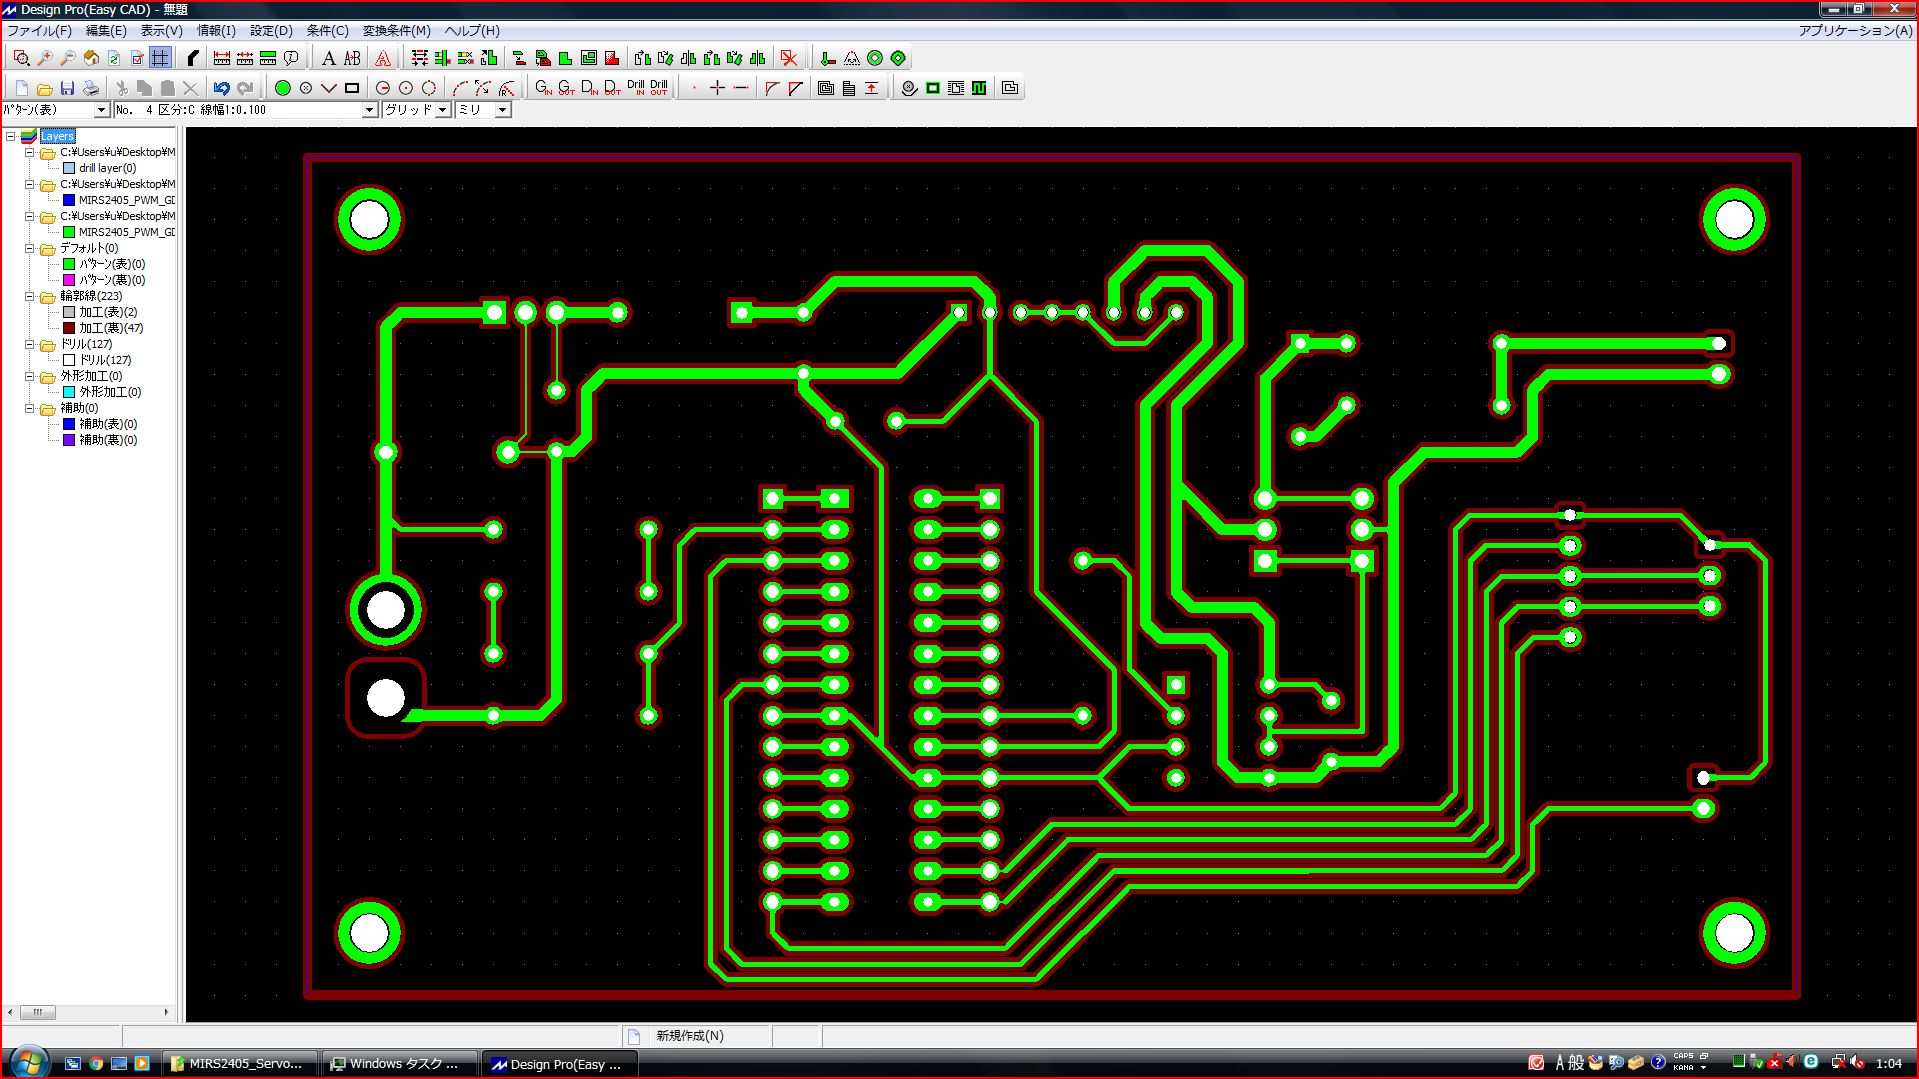 Design Pro(Easy CAD) - 無題
ファイル(F) 編集(E) 表示(V) 情報(I) 設定(D) 条件(C) 変換条件(M) ヘルプ(H) アプリケーション(A)
A
G IN G OUT D IN D OUT Drill IN Drill OUT
パターン(表) No. 4 区分:C 線幅1:0.100 グリッド ミリ
Layers
C:¥Users¥u¥Desktop¥M
drill layer(0)
C:¥Users¥u¥Desktop¥M
MIRS2405_PWM_GD
C:¥Users¥u¥Desktop¥M
MIRS2405_PWM_GD
デフォルト(0)
パターン(表)(0)
パターン(裏)(0)
輪郭線(223)
加工(表)(2)
加工(裏)(47)
ドリル(127)
ドリル(127)
外形加工(0)
外形加工(0)
補助(0)
補助(表)(0)
補助(裏)(0)
新規作成(N)
MIRS2405_Servo... Windows タスク ... Design Pro(Easy ... A 般 CAPS KANA 1:04